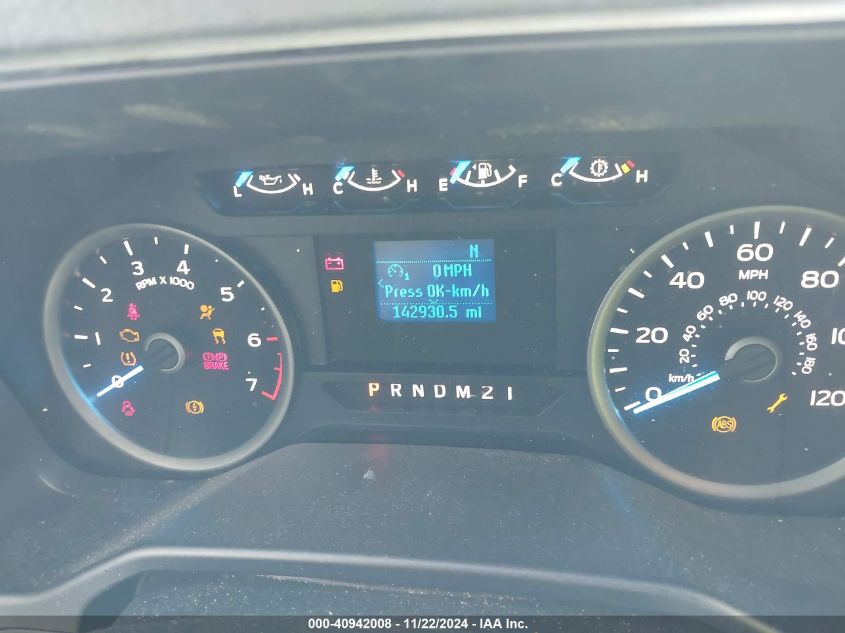 L H C H E F C H
N
0 MPH
Press OK-km/h
142930.5 mi
0 1 2 3 4 5 6 7
RPM X 1000
BRAKE
P R N D M 2 1
0 20 40 60 80 120
MPH
20 40 60 80 100 120 140 160 180
km/h
ABS
000-40942008 - 11/22/2024 - IAA Inc.